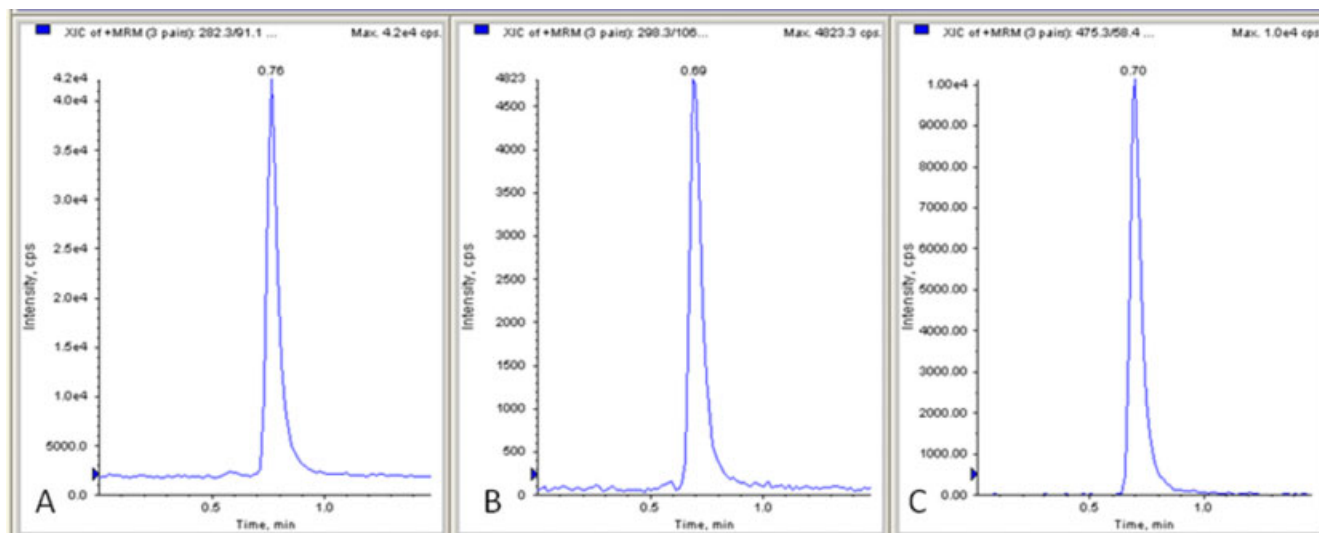 XIC of +MRM (3 pairs): 282.3/91.1 ... Max. 4.2e4 cps.
0.76
4.2e4
4.0e4
3.5e4
3.0e4
2.5e4
2.0e4
1.5e4
1.0e4
5000.0
0.0
Intensity, cps
0.5 1.0
Time, min
A
XIC of +MRM (3 pairs): 298.3/106... Max. 4823.3 cps.
0.69
4823
4500
4000
3500
3000
2500
2000
1500
1000
500
0
Intensity, cps
0.5 1.0
Time, min
B
XIC of +MRM (3 pairs): 475.3/58.4 ... Max. 1.0e4 cps.
0.70
1.00e4
9000.00
8000.00
7000.00
6000.00
5000.00
4000.00
3000.00
2000.00
1000.00
0.00
Intensity, cps
0.5 1.0
Time, min
C